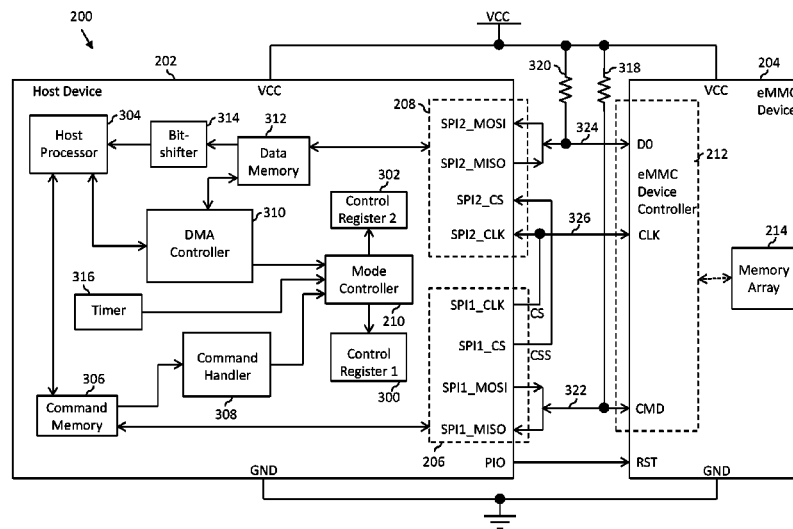 200
VCC
202
320
318
204
Host Device
VCC
VCC
eMMC
Device
304
314
312
208
Host
Processor
Bit-
shifter
Data
Memory
SPI2_MOSI
324
D0
212
SPI2_MISO
eMMC
Device
Controller
302
Control
Register 2
310
SPI2_CS
DMA
Controller
SPI2_CLK
326
CLK
214
Memory
Array
316
Timer
Mode
Controller
210
SPI1_CLK
CS
SPI1_CS
CSS
Command
Handler
308
Control
Register 1
300
306
Command
Memory
SPI1_MOSI
322
CMD
SPI1_MISO
206
PIO
RST
GND
GND